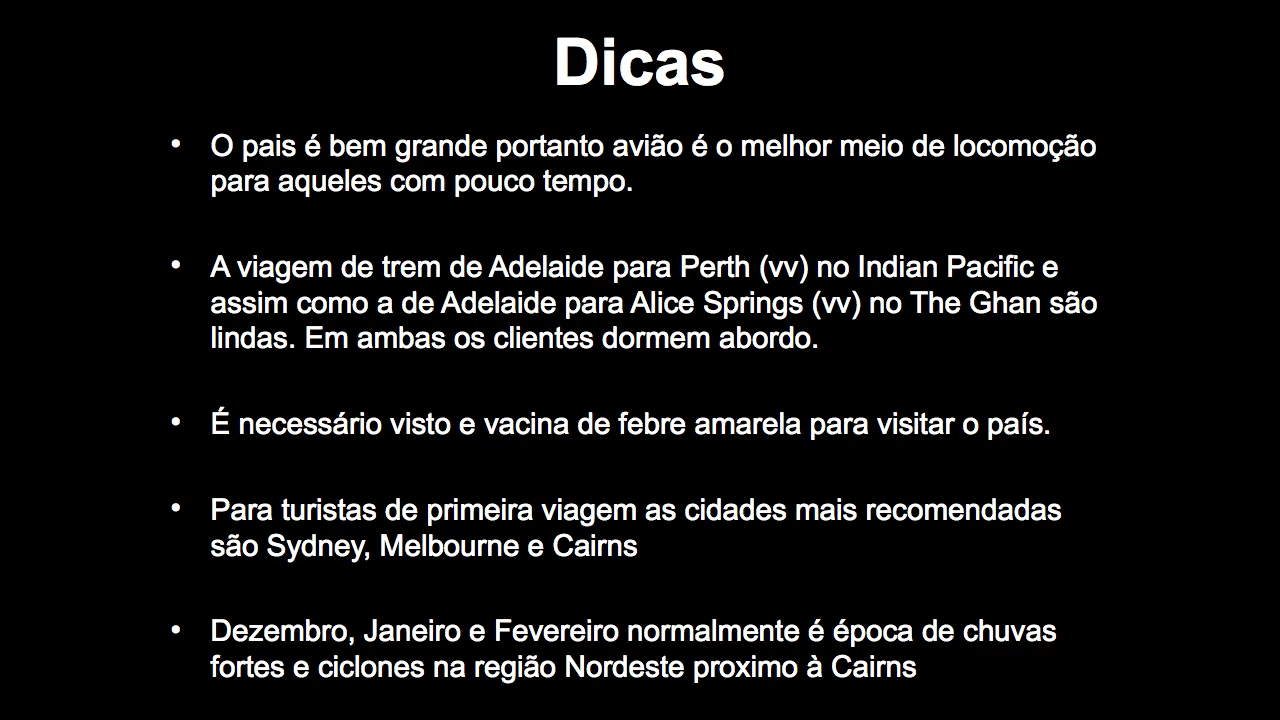 Dicas
• O pais é bem grande portanto avião é o melhor meio de locomoção
para aqueles com pouco tempo.
• A viagem de trem de Adelaide para Perth (vv) no Indian Pacific e
assim como a de Adelaide para Alice Springs (vv) no The Ghan são
lindas. Em ambas os clientes dormem abordo.
• É necessário visto e vacina de febre amarela para visitar o país.
• Para turistas de primeira viagem as cidades mais recomendadas
são Sydney, Melbourne e Cairns
• Dezembro, Janeiro e Fevereiro normalmente é época de chuvas
fortes e ciclones na região Nordeste proximo à Cairns